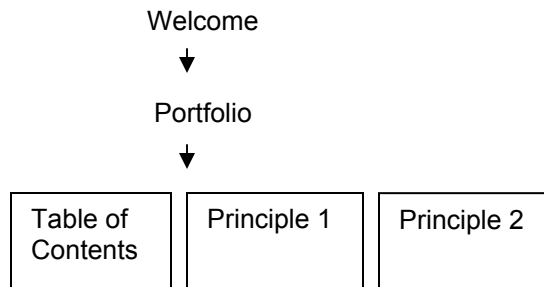 Welcome
Portfolio
Table of
Contents
Principle 1
Principle 2